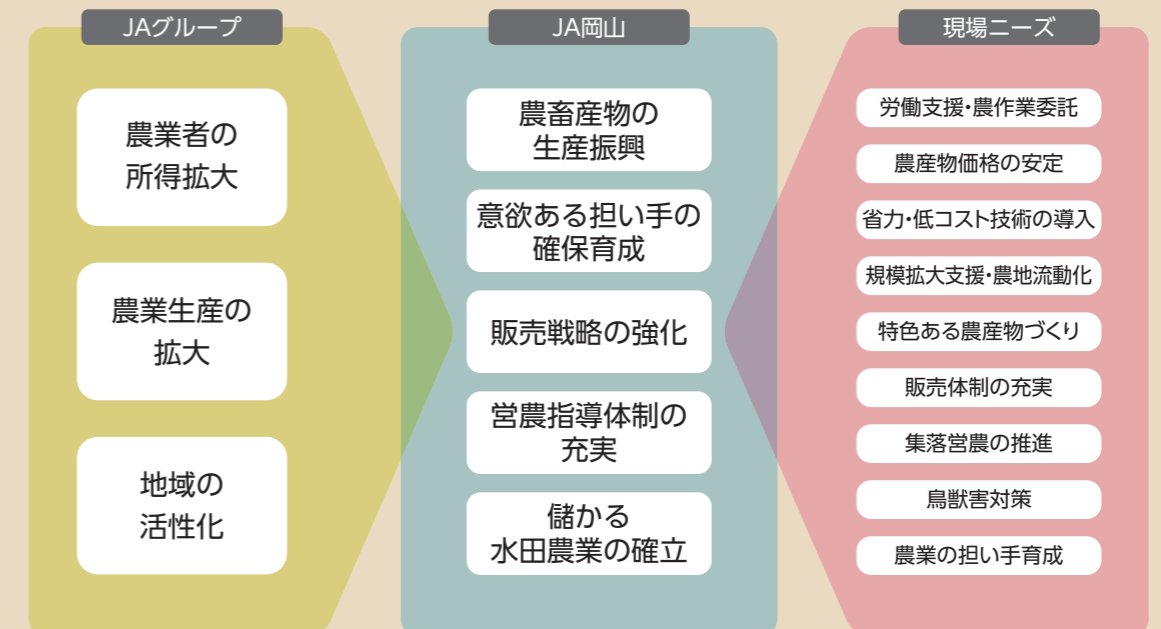 JAグループ
農業者の
所得拡大
農業生産の
拡大
地域の
活性化
JA岡山
農畜産物の
生産振興
意欲ある担い手の
確保育成
販売戦略の強化
営農指導体制の
充実
儲かる
水田農業の確立
現場ニーズ
労働支援・農作業委託
農産物価格の安定
省力・低コスト技術の導入
規模拡大支援・農地流動化
特色ある農産物づくり
販売体制の充実
集落営農の推進
鳥獣害対策
農業の担い手育成